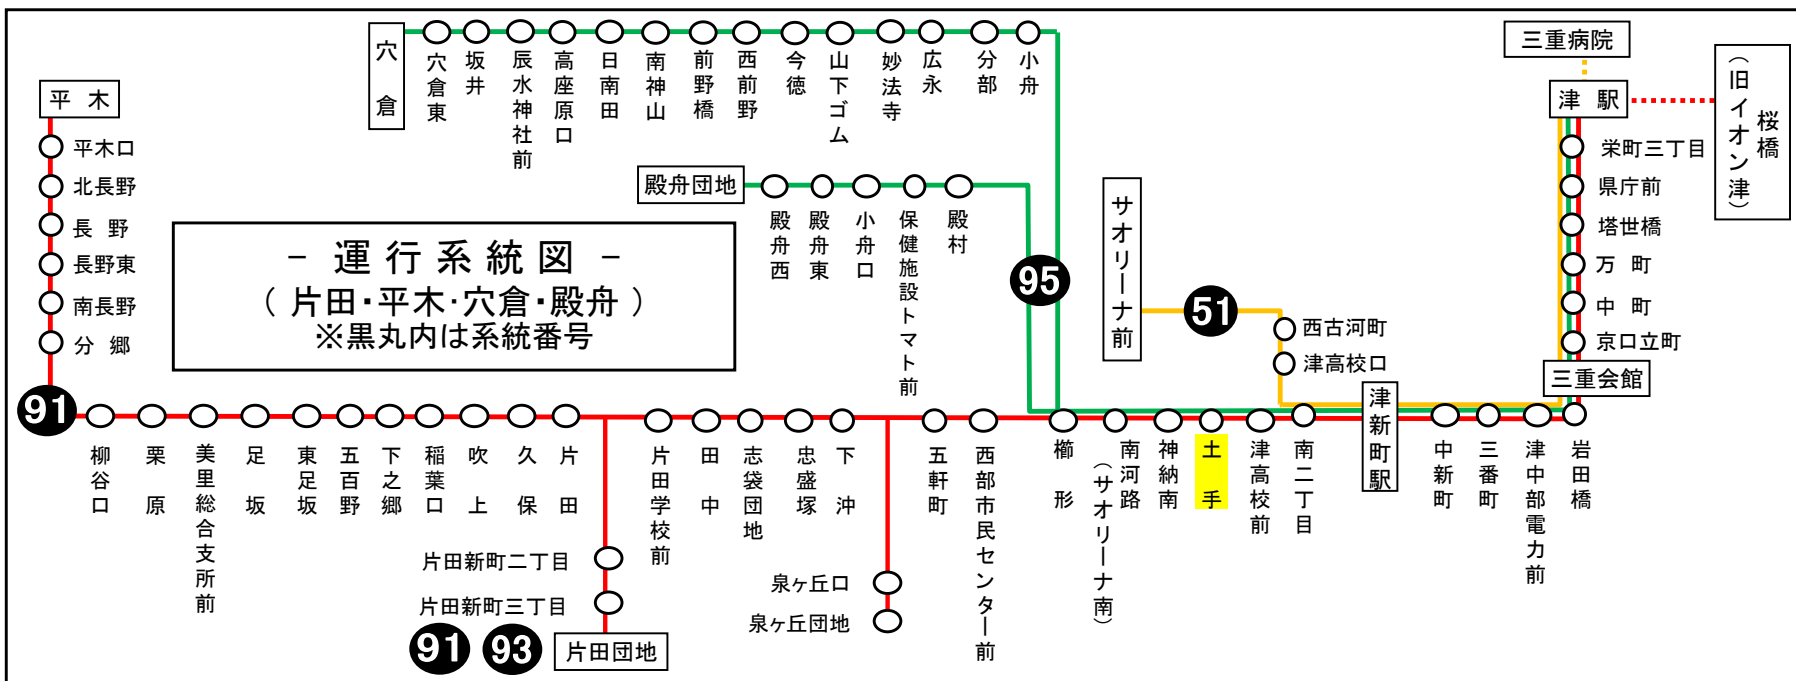 穴倉
穴倉東
坂井
辰水神社前
高座原口
日南田
南神山
前野橋
西前野
今徳
山下ゴム
妙法寺
広永
分部
小舟
三重病院
津 駅
桜橋
（旧イオン津）
平 木
平木口
北長野
長 野
長野東
南長野
分 郷
91
－ 運 行 系 統 図 －
（ 片田・平木・穴倉・殿舟 ）
※黒丸内は系統番号
殿舟団地
殿舟西
殿舟東
小舟口
保健施設トマト前
殿村
95
サオリーナ前
51
西古河町
津高校口
栄町三丁目
県庁前
塔世橋
万 町
中 町
京口立町
三重会館
柳谷口
栗 原
美里総合支所前
足 坂
東足坂
五百野
下之郷
稲葉口
吹 上
久 保
片 田
片田学校前
田 中
志袋団地
忠盛塚
下 沖
五軒町
西部市民センター前
櫛 形
南河路
（サオリーナ南）
神納南
土 手
津高校前
南二丁目
津新町駅
中新町
三番町
津中部電力前
岩田橋
片田新町二丁目
片田新町三丁目
91
93
片田団地
泉ヶ丘口
泉ヶ丘団地